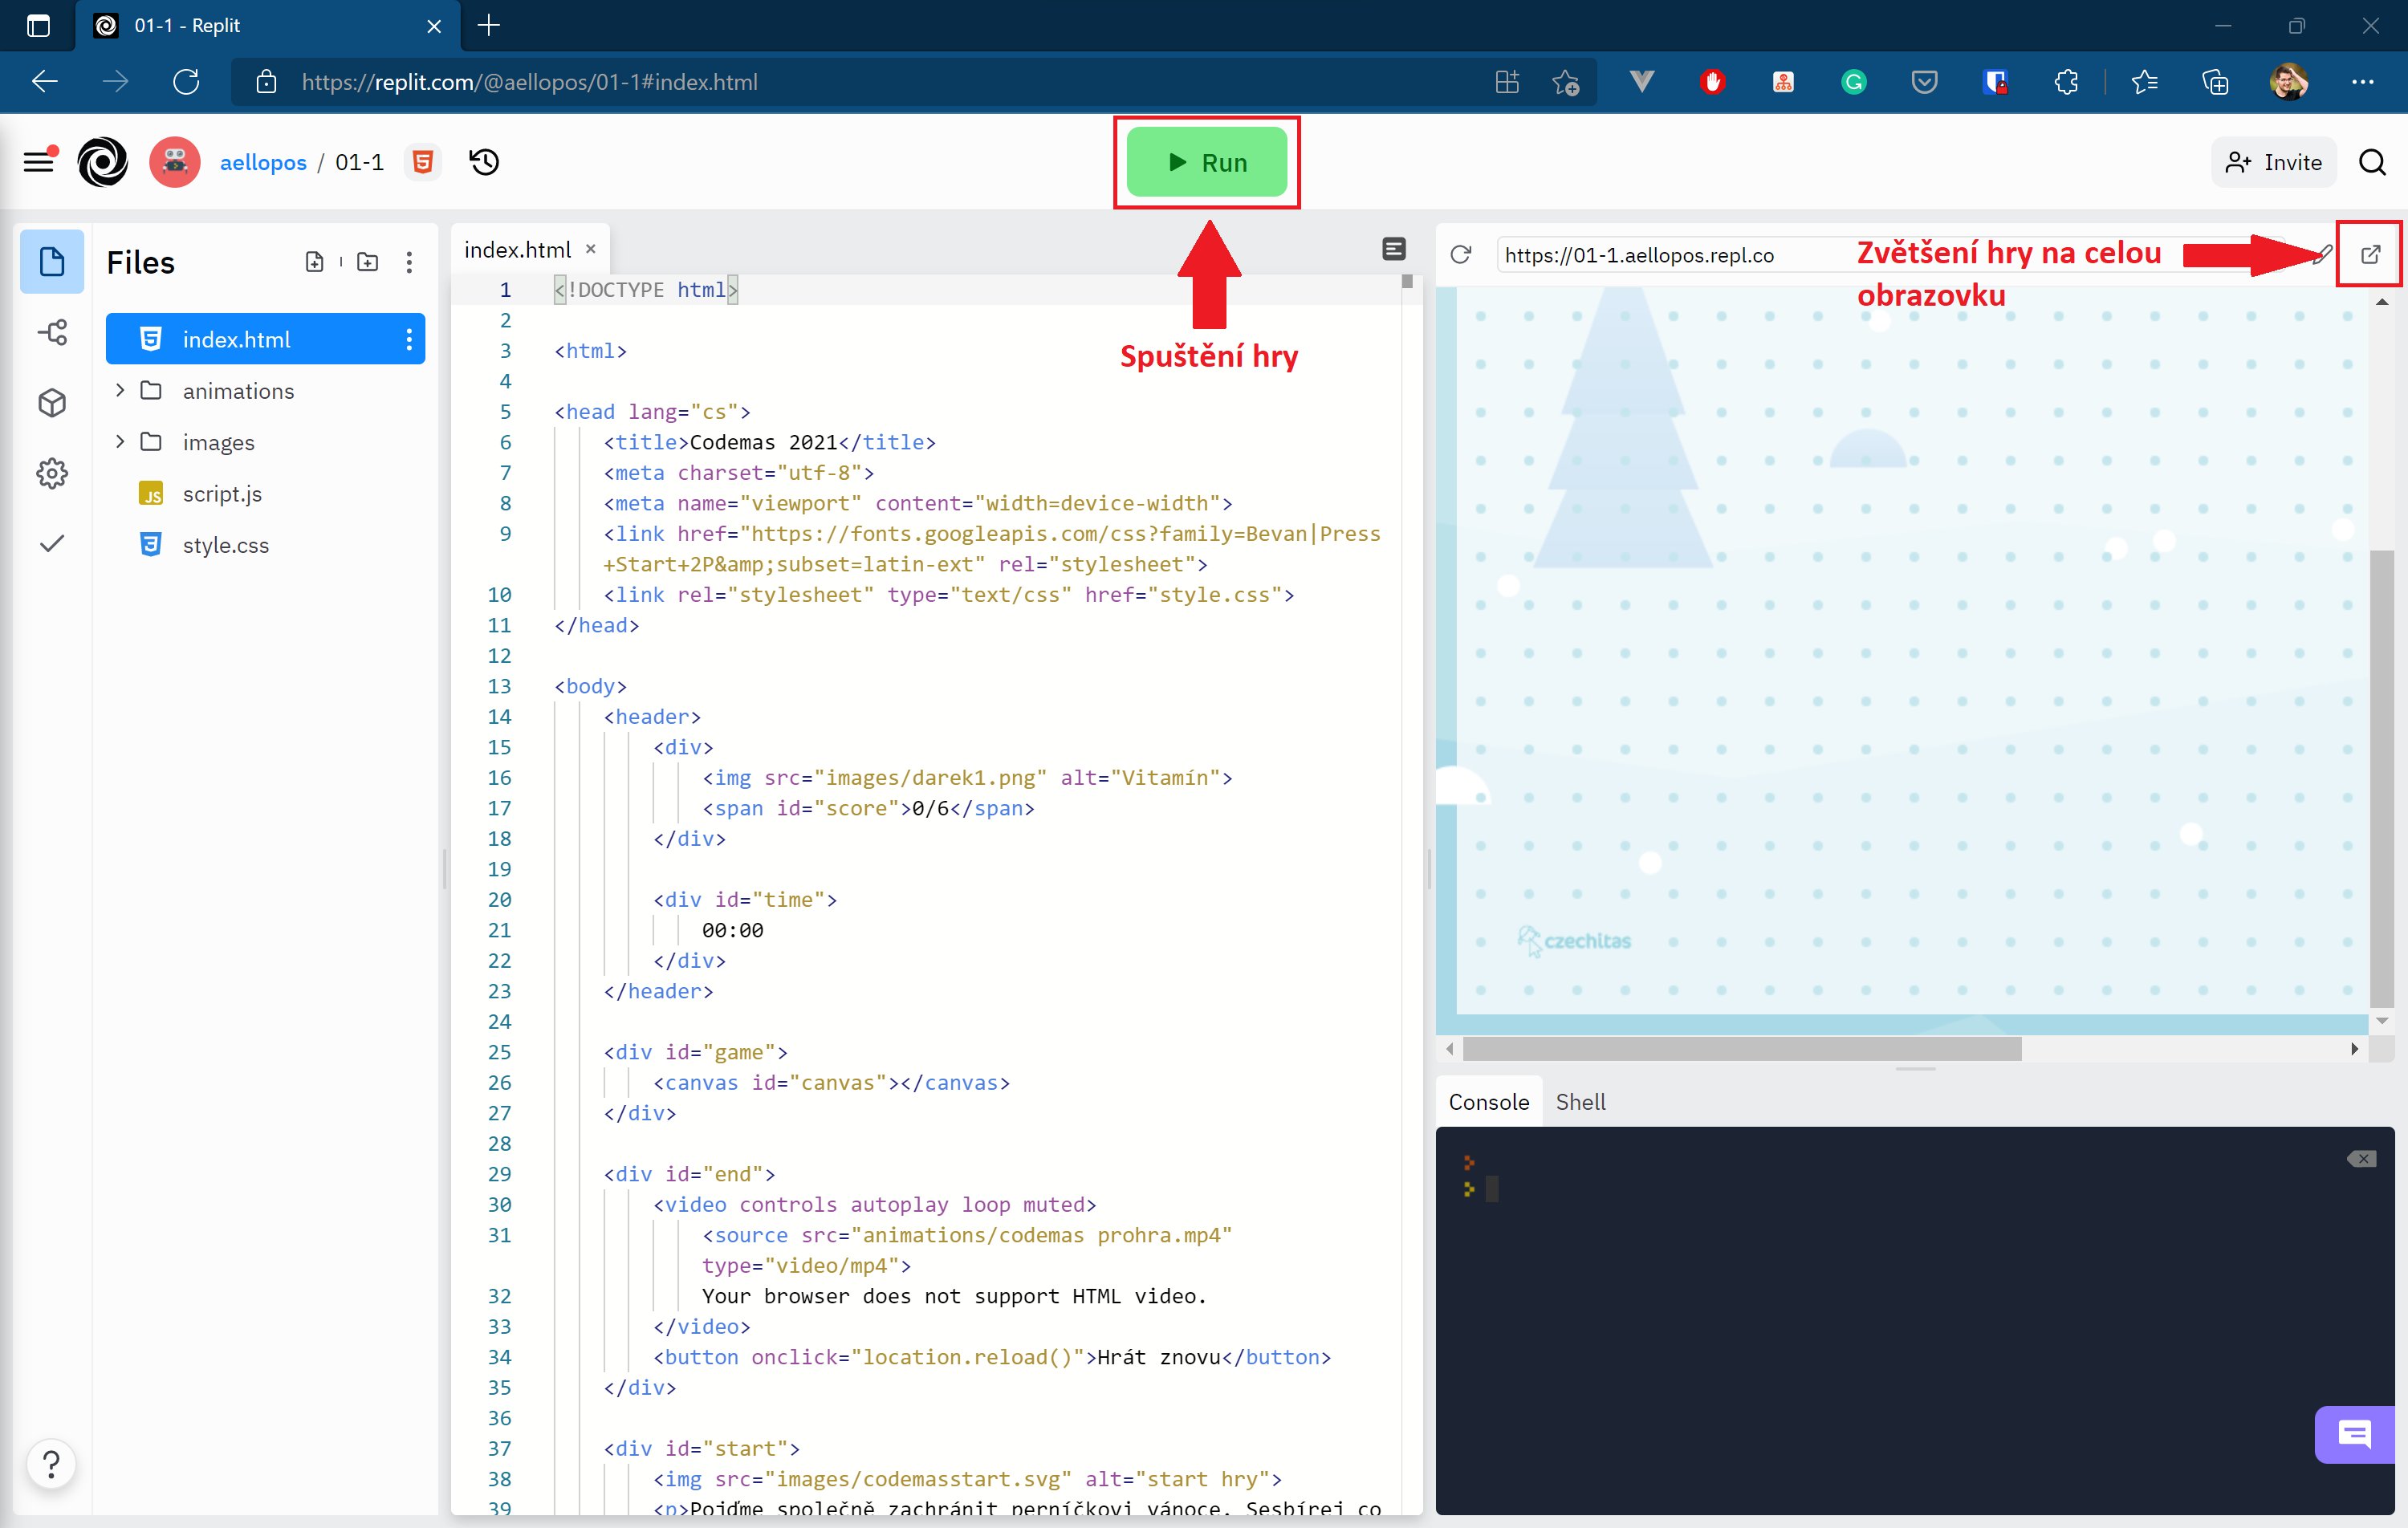 01-1 - Replit
https://replit.com/@aellopos/01-1#index.html
aellopos / 01-1
Run
Invite
Files
index.html
animations
images
script.js
style.css
index.html
Spuštění hry
1 <!DOCTYPE html>
2
3 <html>
4
5 <head lang="cs">
6 <title>Codemas 2021</title>
7 <meta charset="utf-8">
8 <meta name="viewport" content="width=device-width">
9 <link href="https://fonts.googleapis.com/css?family=Bevan|Press
+Start+2P&amp;subset=latin-ext" rel="stylesheet">
10 <link rel="stylesheet" type="text/css" href="style.css">
11 </head>
12
13 <body>
14 <header>
15 <div>
16 <img src="images/darek1.png" alt="Vitamín">
17 <span id="score">0/6</span>
18 </div>
19
20 <div id="time">
21 00:00
22 </div>
23 </header>
24
25 <div id="game">
26 <canvas id="canvas"></canvas>
27 </div>
28
29 <div id="end">
30 <video controls autoplay loop muted>
31 <source src="animations/codemas prohra.mp4"
type="video/mp4">
32 Your browser does not support HTML video.
33 </video>
34 <button onclick="location.reload()">Hrát znovu</button>
35 </div>
36
37 <div id="start">
38 <img src="images/codemasstart.svg" alt="start hry">
39 <p>Pojďme společně zachránit perníčkovi vánoce. Sesbírej co
https://01-1.aellopos.repl.co
Zvětšení hry na celou
obrazovku
czechitas
Console Shell